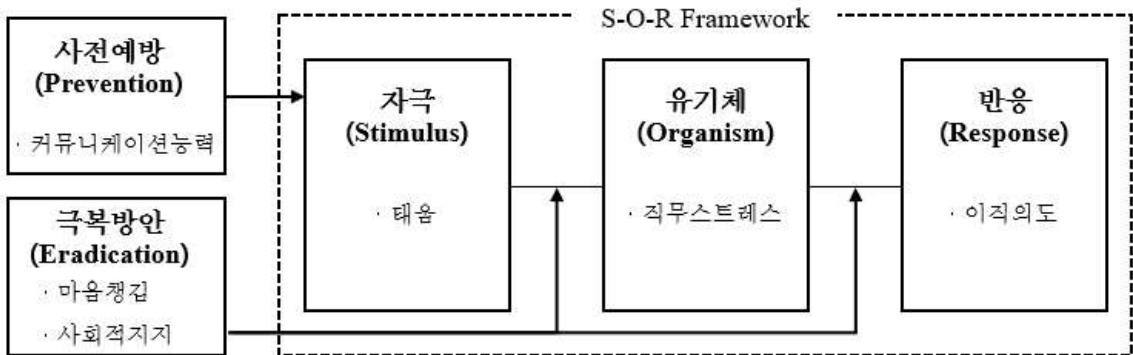 S-O-R Framework
사전예방
(Prevention)
· 커뮤니케이션능력
극복방안
(Eradication)
· 마음챙김
· 사회적지지
자극
(Stimulus)
· 태움
유기체
(Organism)
· 직무스트레스
반응
(Response)
· 이직의도